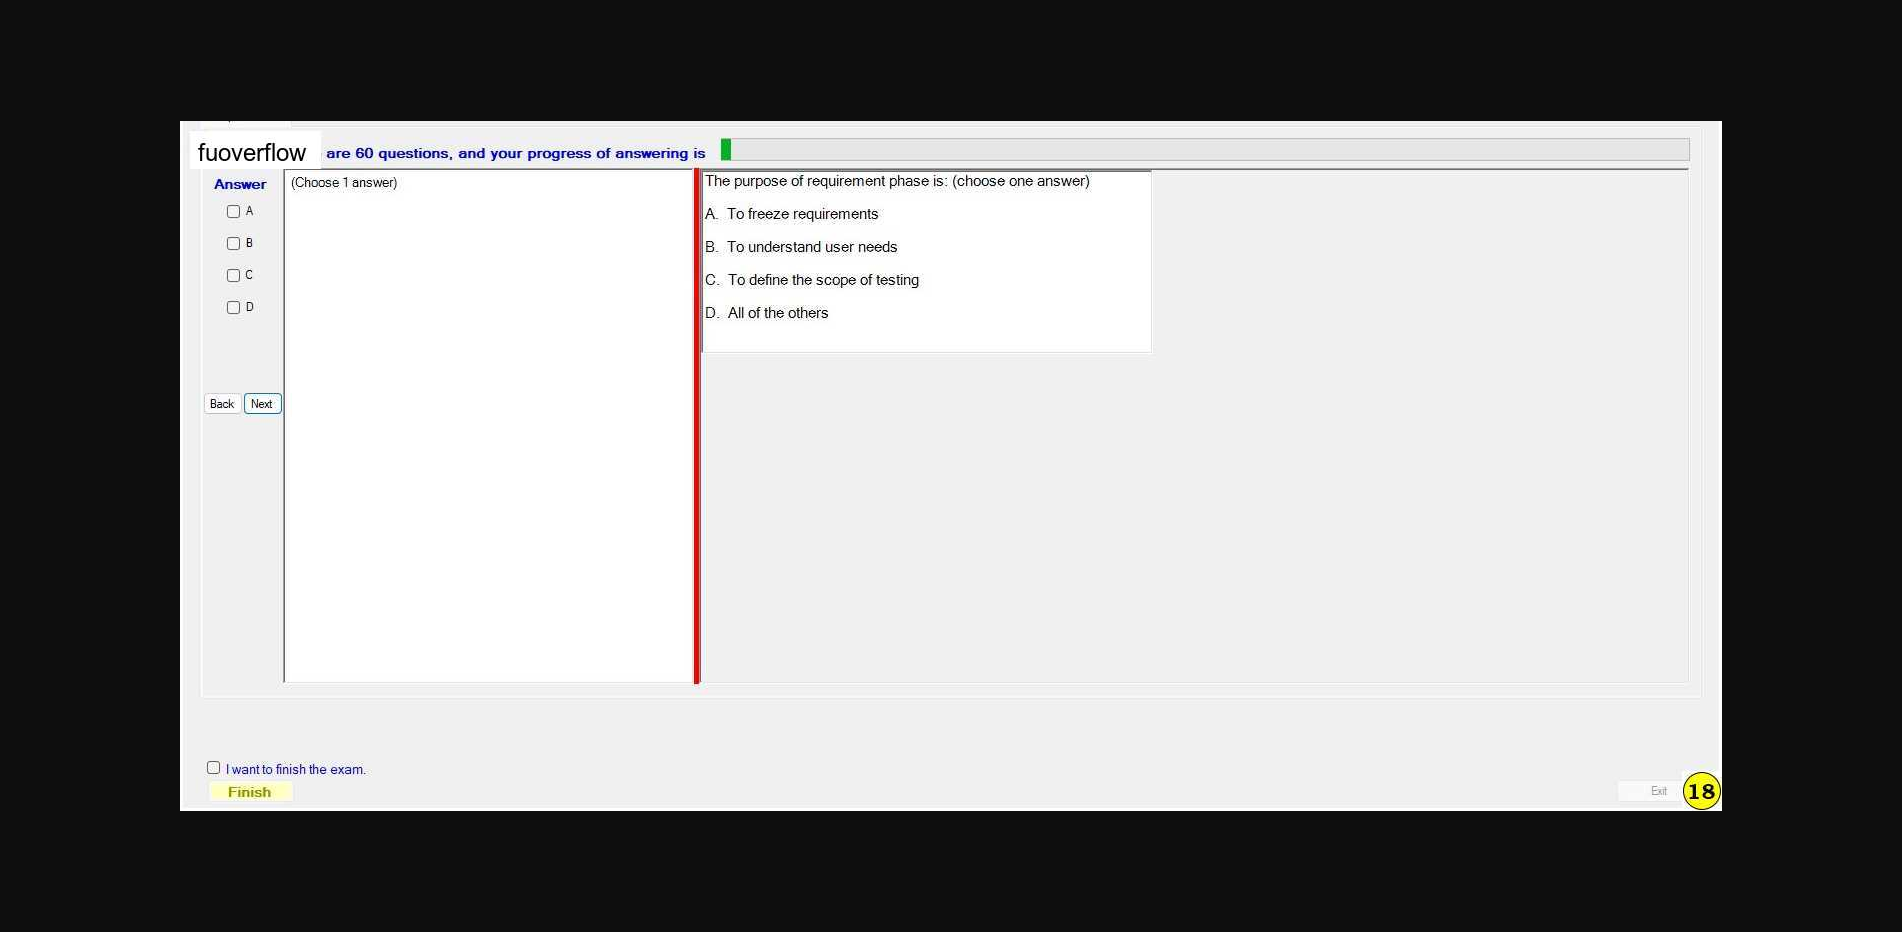 fuoverflow are 60 questions, and your progress of answering is
Answer
(Choose 1 answer)
A
B
C
D
Back Next
The purpose of requirement phase is: (choose one answer)
A. To freeze requirements
B. To understand user needs
C. To define the scope of testing
D. All of the others
I want to finish the exam.
Finish
Exit
18